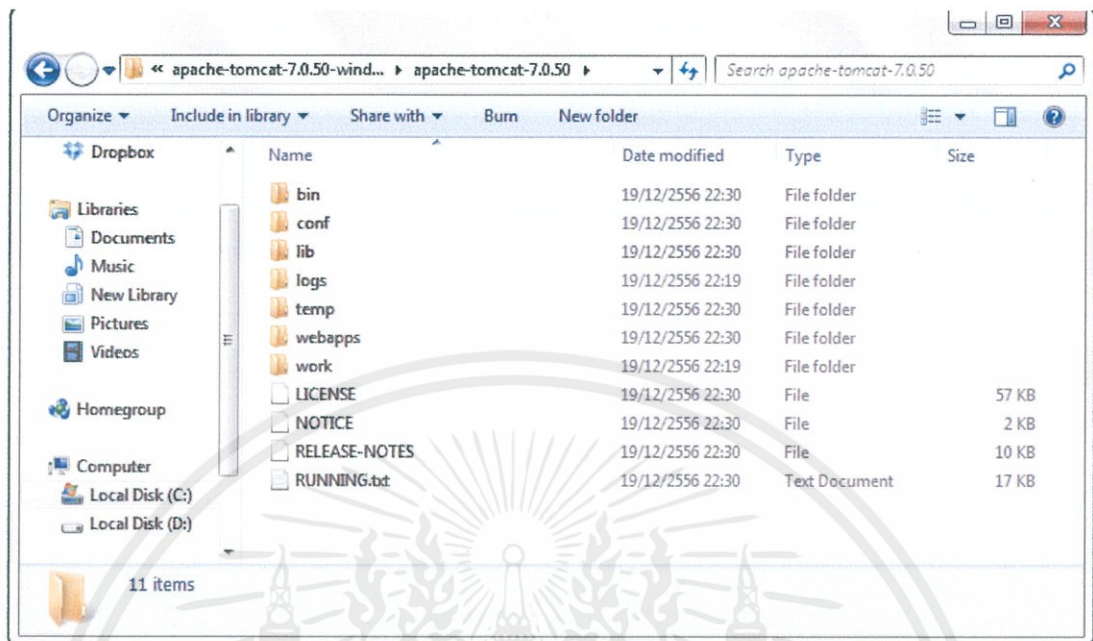 « apache-tomcat-7.0.50-wind... ▸ apache-tomcat-7.0.50 ▸ Search apache-tomcat-7.0.50
Organize Include in library Share with Burn New folder
Dropbox
Libraries
Documents
Music
New Library
Pictures
Videos
Homegroup
Computer
Local Disk (C:)
Local Disk (D:)
Name Date modified Type Size
bin 19/12/2556 22:30 File folder
conf 19/12/2556 22:30 File folder
lib 19/12/2556 22:30 File folder
logs 19/12/2556 22:19 File folder
temp 19/12/2556 22:30 File folder
webapps 19/12/2556 22:30 File folder
work 19/12/2556 22:19 File folder
LICENSE 19/12/2556 22:30 File 57 KB
NOTICE 19/12/2556 22:30 File 2 KB
RELEASE-NOTES 19/12/2556 22:30 File 10 KB
RUNNING.txt 19/12/2556 22:30 Text Document 17 KB
11 items